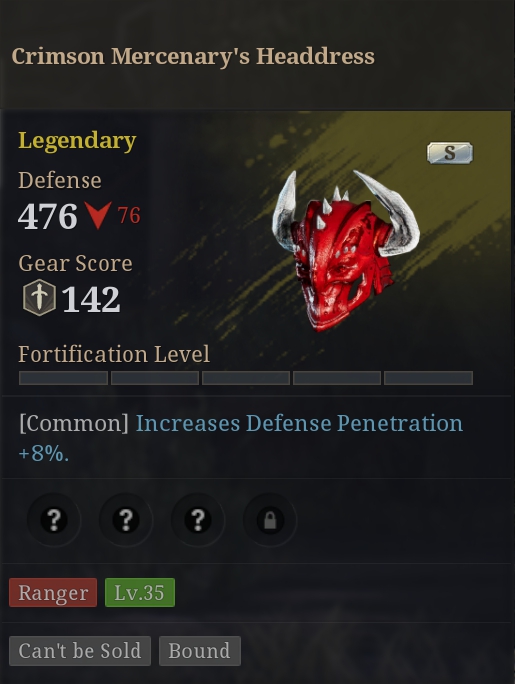 Crimson Mercenary's Headdress
Legendary
S
Defense
476 76
Gear Score
142
Fortification Level
[Common] Increases Defense Penetration
+8%.
? ? ?
Ranger Lv.35
Can't be Sold Bound